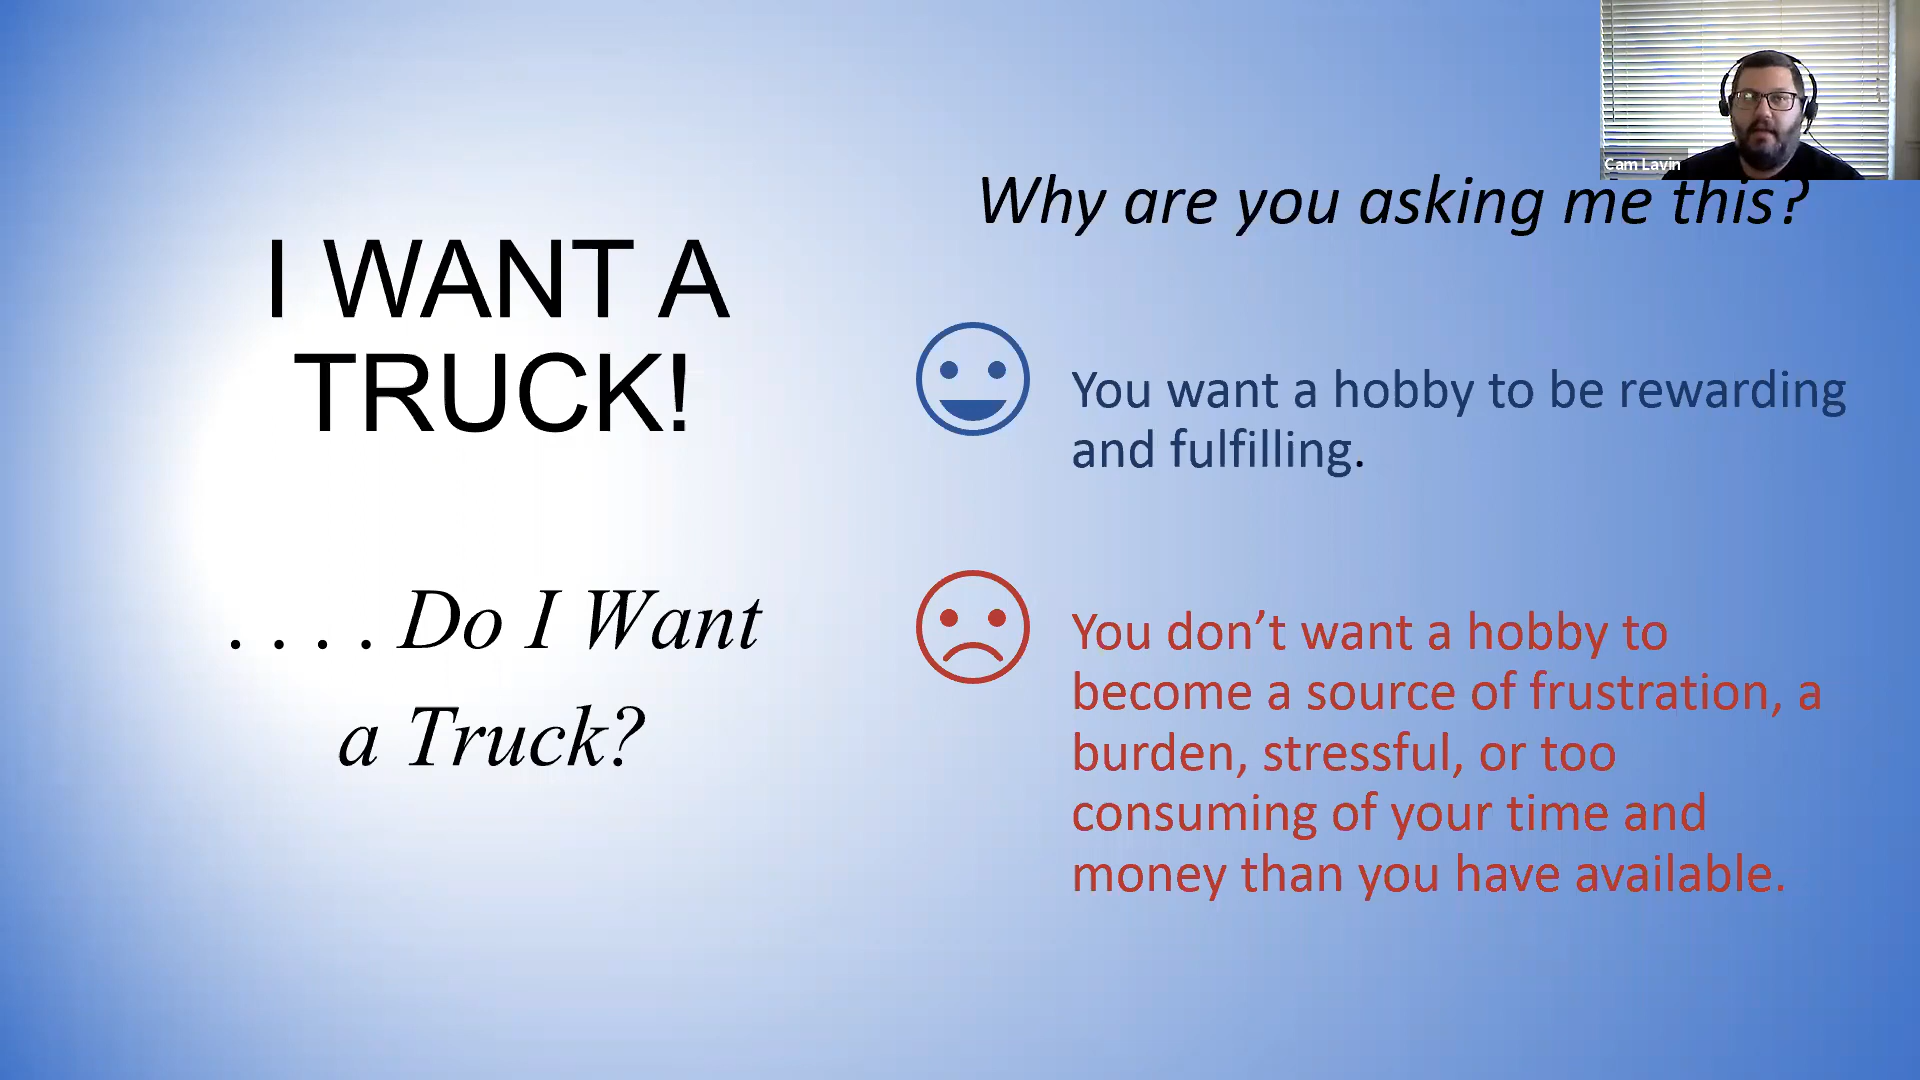 I WANT A
TRUCK!
. . . . Do I Want
a Truck?
Why are you asking me this?
You want a hobby to be rewarding
and fulfilling.
You don’t want a hobby to
become a source of frustration, a
burden, stressful, or too
consuming of your time and
money than you have available.
Cam Lavin